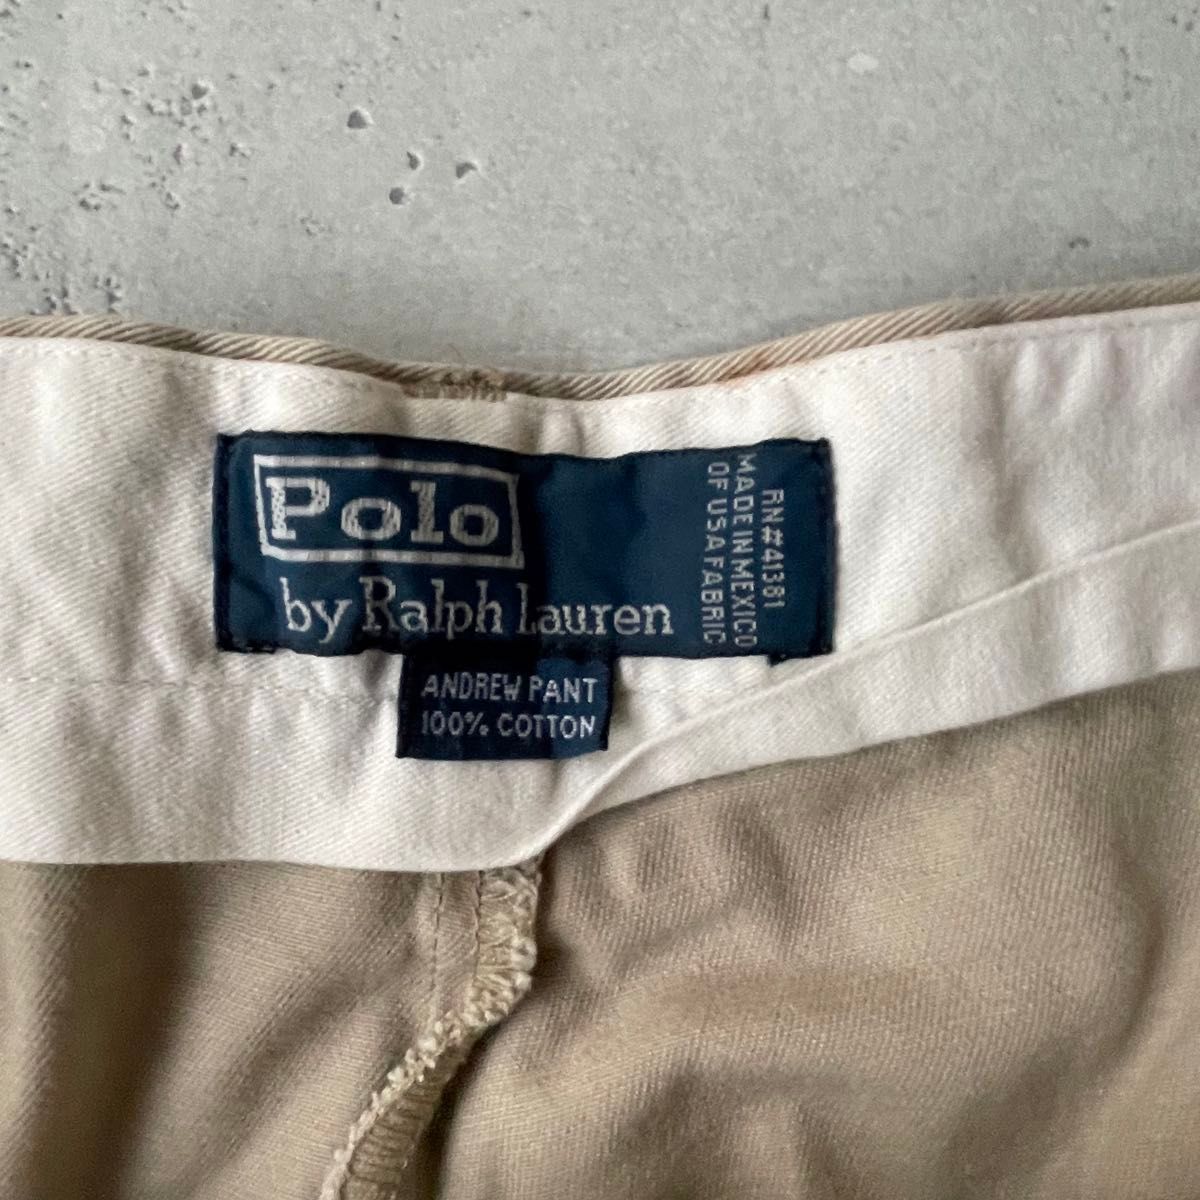 Polo
by Ralph Lauren
RN#41381
MADE IN MEXICO
OF USA FABRIC
ANDREW PANT
100% COTTON